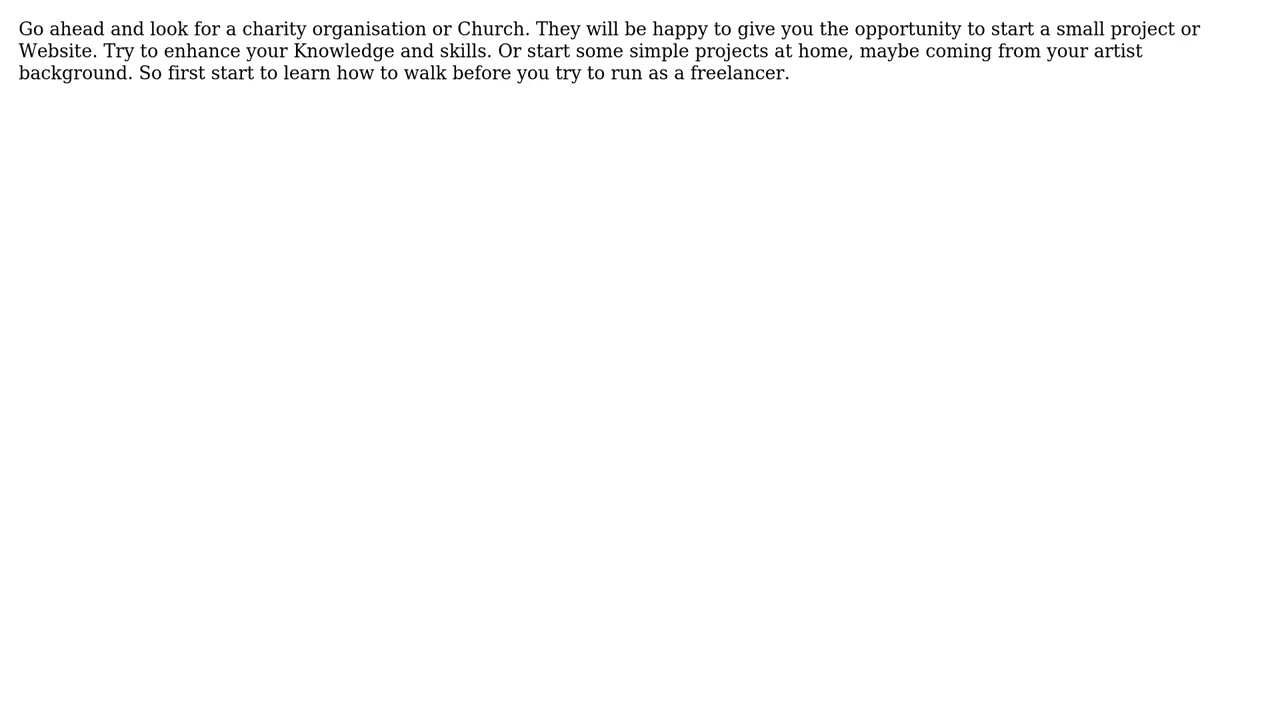 Go ahead and look for a charity organisation or Church. They will be happy to give you the opportunity to start a small project or
Website. Try to enhance your Knowledge and skills. Or start some simple projects at home, maybe coming from your artist
background. So first start to learn how to walk before you try to run as a freelancer.